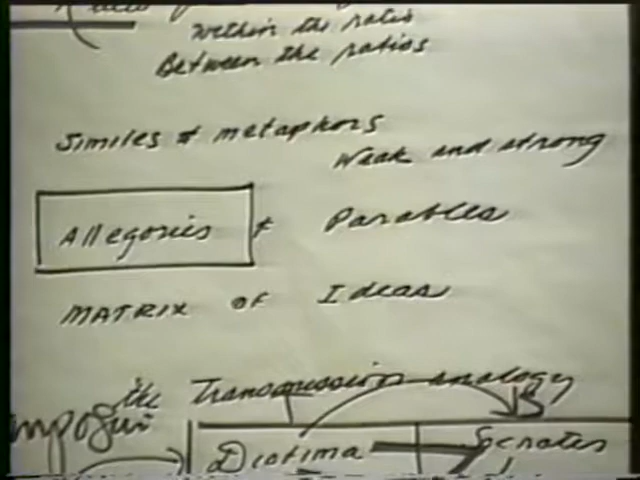 Within the ratio
Between the ratios
Similes & metaphors
Weak and strong
Allegories & Parables
MATRIX OF Ideas
the Transmission analogy
Diotima Socrates